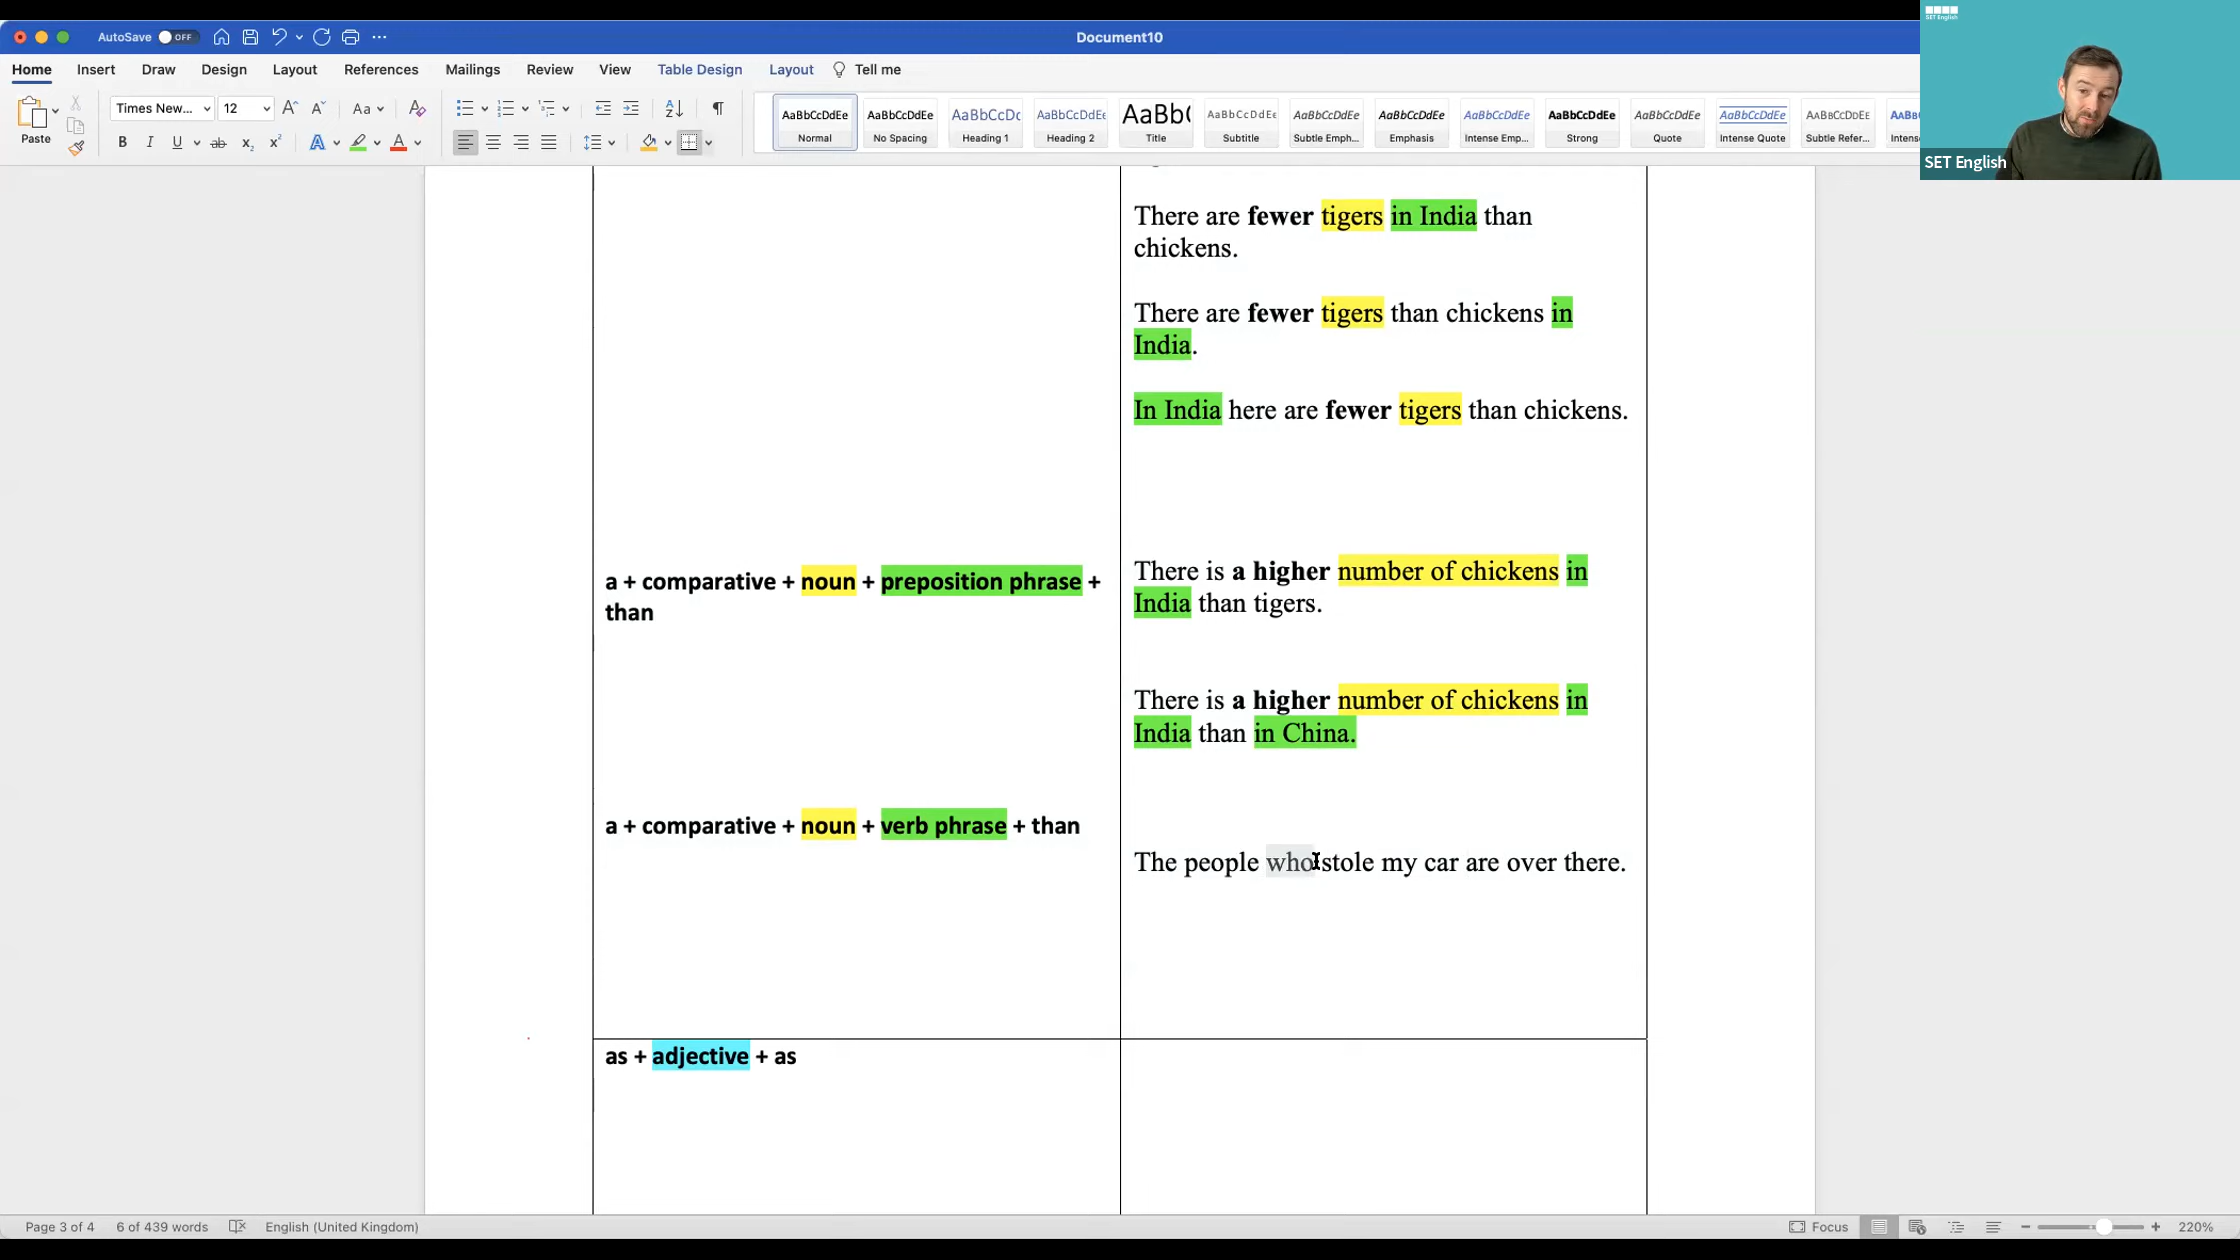 AutoSave OFF
Document10
SET English
Home Insert Draw Design Layout References Mailings Review View Table Design Layout Tell me
Times New... 12 Aa
Paste
AaBbCcDdEe AaBbCcDdEe AaBbCcDc AaBbCcDdEe AaBb( AaBbCcDdEe AaBbCcDdEe AaBbCcDdEe AaBbCcDdEe AaBbCcDdEe AaBbCcDdEe AaBbCcDdEe AaBbCcDdEe AaBb
Normal No Spacing Heading 1 Heading 2 Title Subtitle Subtle Emph... Emphasis Intense Emp... Strong Quote Intense Quote Subtle Refer... Intens
SET English
There are fewer tigers in India than
chickens.
There are fewer tigers than chickens in
India.
In India here are fewer tigers than chickens.
a + comparative + noun + preposition phrase +
than
There is a higher number of chickens in
India than tigers.
There is a higher number of chickens in
India than in China.
a + comparative + noun + verb phrase + than
The people who stole my car are over there.
as + adjective + as
Page 3 of 4 6 of 439 words English (United Kingdom) Focus 220%